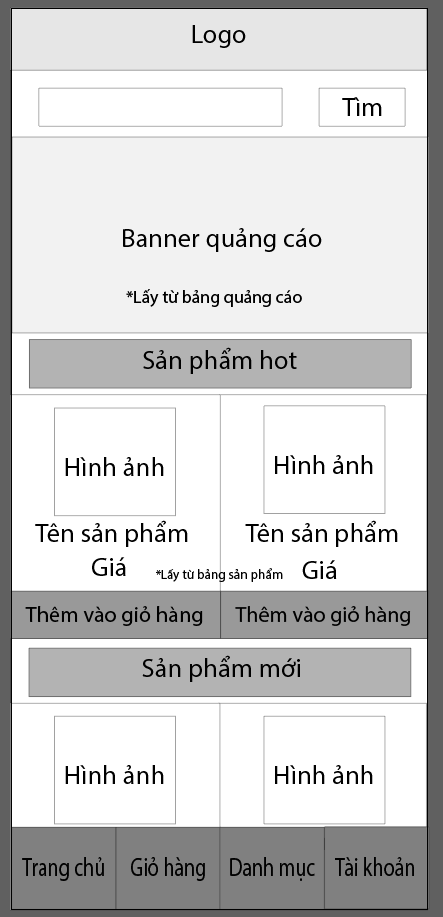 Logo
Tìm
Banner quảng cáo
*Lấy từ bảng quảng cáo
Sản phẩm hot
Hình ảnh Hình ảnh
Tên sản phẩm Tên sản phẩm
Giá *Lấy từ bảng sản phẩm Giá
Thêm vào giỏ hàng Thêm vào giỏ hàng
Sản phẩm mới
Hình ảnh Hình ảnh
Trang chủ Giỏ hàng Danh mục Tài khoản